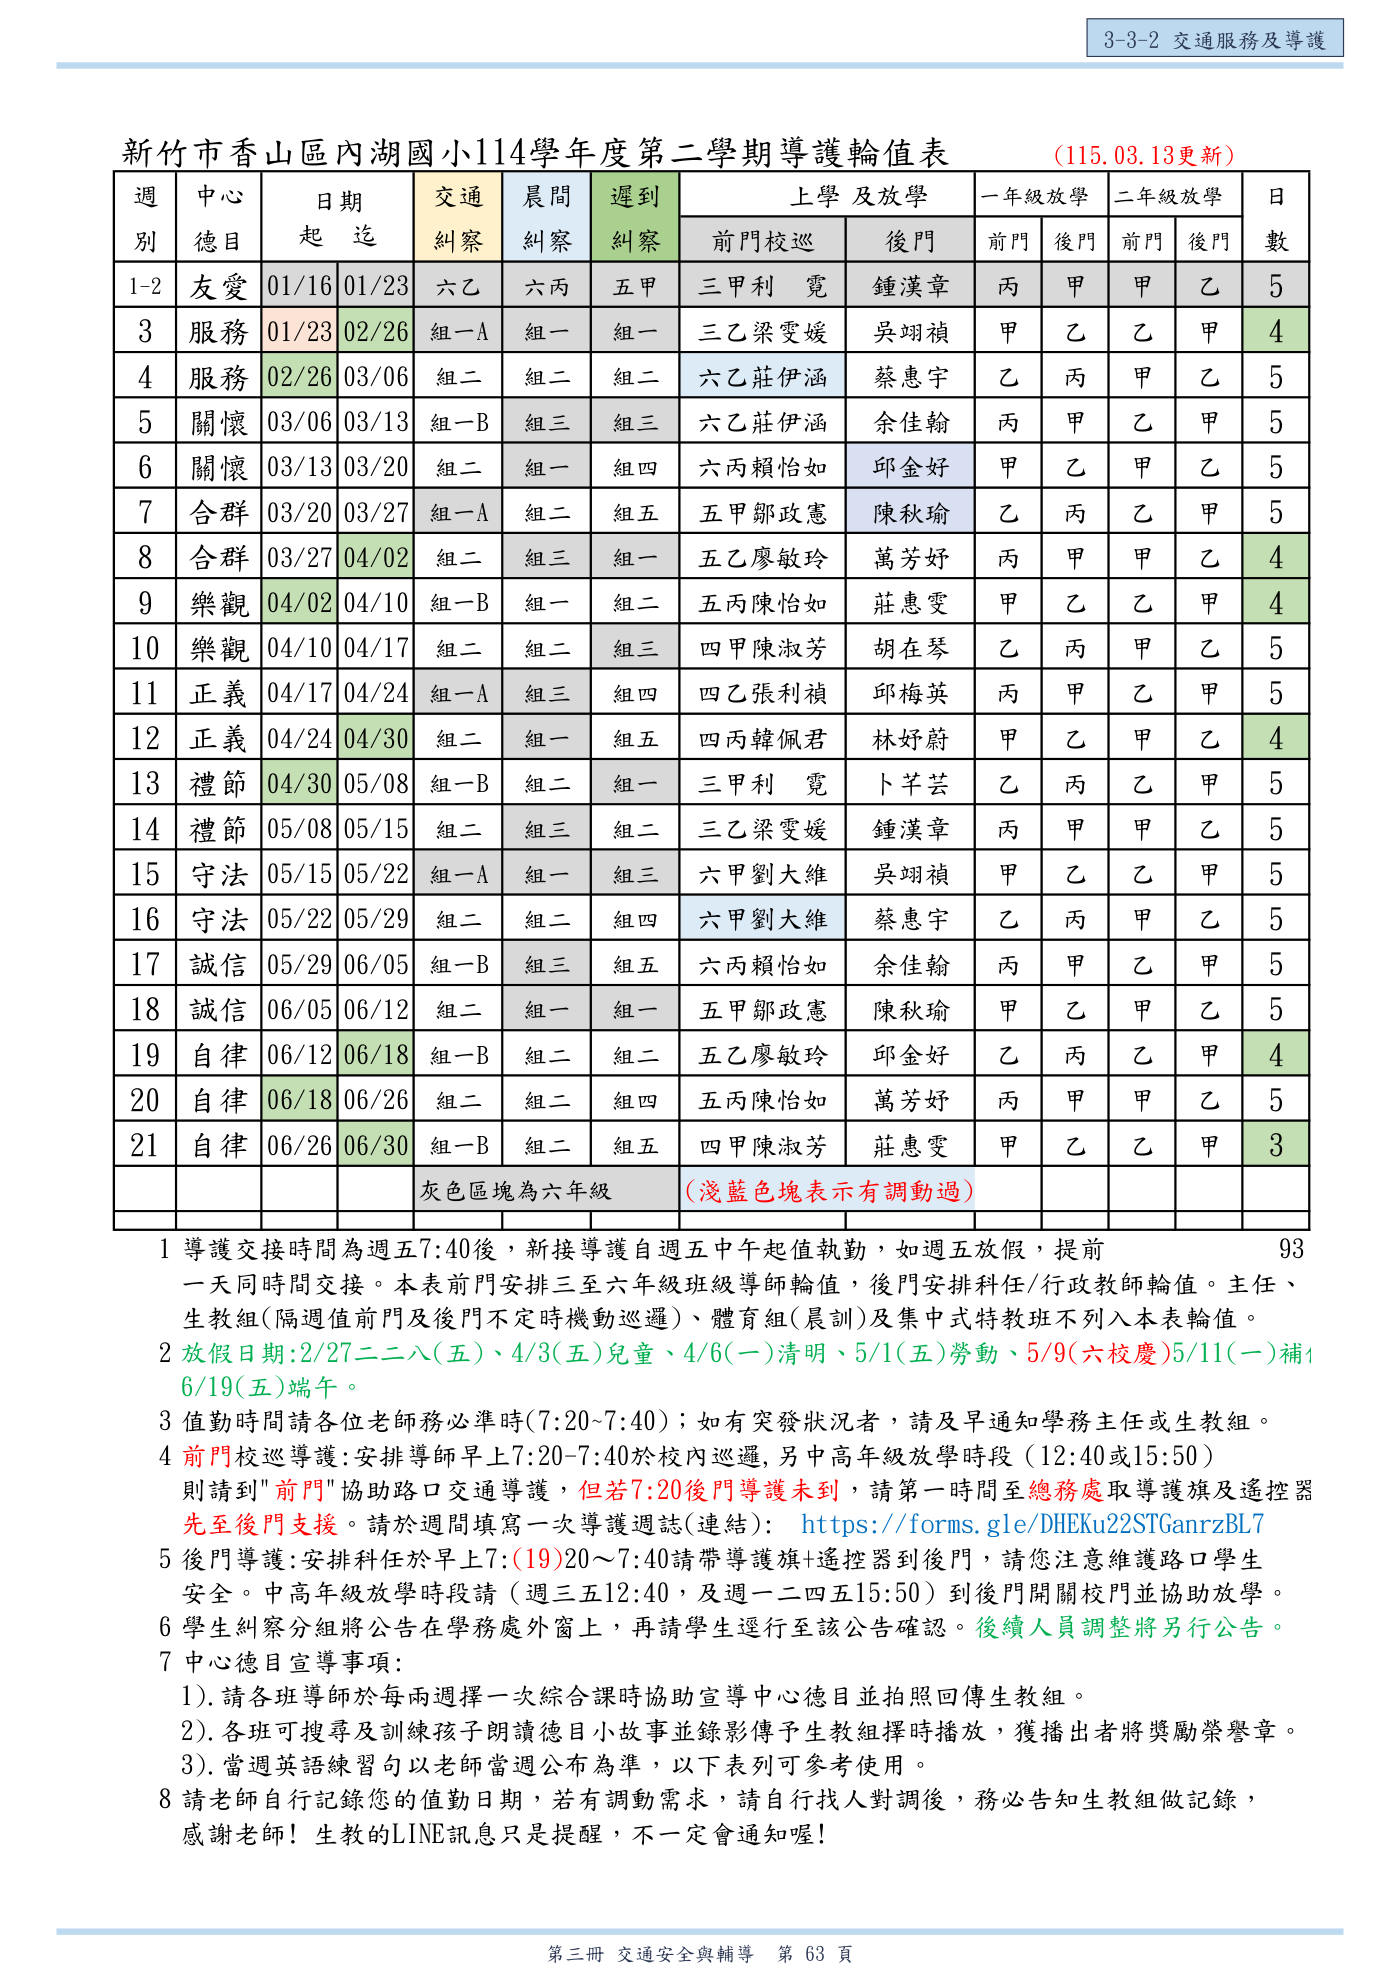 3-3-2 交通服務及導護
新竹市香山區內湖國小114學年度第二學期導護輪值表 (115.03.13更新)
週 中心 日期 交通 晨間 遲到 上學 及放學 一年級放學 二年級放學 日
別 德目 起 迄 糾察 糾察 糾察 前門校巡 後門 前門 後門 前門 後門 數
1-2 友愛 01/16 01/23 六乙 六丙 五甲 三甲利 霓 鍾漢章 丙 甲 甲 乙 5
3 服務 01/23 02/26 組一A 組一 組一 三乙梁雯媛 吳翊禎 甲 乙 乙 甲 4
4 服務 02/26 03/06 組二 組二 組二 六乙莊伊涵 蔡惠宇 乙 丙 甲 乙 5
5 關懷 03/06 03/13 組一B 組三 組三 六乙莊伊涵 余佳翰 丙 甲 乙 甲 5
6 關懷 03/13 03/20 組二 組一 組四 六丙賴怡如 邱金好 甲 乙 甲 乙 5
7 合群 03/20 03/27 組一A 組二 組五 五甲鄒政憲 陳秋瑜 乙 丙 乙 甲 5
8 合群 03/27 04/02 組二 組三 組一 五乙廖敏玲 萬芳妤 丙 甲 甲 乙 4
9 樂觀 04/02 04/10 組一B 組一 組二 五丙陳怡如 莊惠雯 甲 乙 乙 甲 4
10 樂觀 04/10 04/17 組二 組二 組三 四甲陳淑芳 胡在琴 乙 丙 甲 乙 5
11 正義 04/17 04/24 組一A 組三 組四 四乙張利禎 邱梅英 丙 甲 乙 甲 5
12 正義 04/24 04/30 組二 組一 組五 四丙韓佩君 林妤蔚 甲 乙 甲 乙 4
13 禮節 04/30 05/08 組一B 組二 組一 三甲利 霓 卜芊芸 乙 丙 乙 甲 5
14 禮節 05/08 05/15 組二 組三 組二 三乙梁雯媛 鍾漢章 丙 甲 甲 乙 5
15 守法 05/15 05/22 組一A 組一 組三 六甲劉大維 吳翊禎 甲 乙 乙 甲 5
16 守法 05/22 05/29 組二 組二 組四 六甲劉大維 蔡惠宇 乙 丙 甲 乙 5
17 誠信 05/29 06/05 組一B 組三 組五 六丙賴怡如 余佳翰 丙 甲 乙 甲 5
18 誠信 06/05 06/12 組二 組一 組一 五甲鄒政憲 陳秋瑜 甲 乙 甲 乙 5
19 自律 06/12 06/18 組一B 組二 組二 五乙廖敏玲 邱金好 乙 丙 乙 甲 4
20 自律 06/18 06/26 組二 組二 組四 五丙陳怡如 萬芳妤 丙 甲 甲 乙 5
21 自律 06/26 06/30 組一B 組二 組五 四甲陳淑芳 莊惠雯 甲 乙 乙 甲 3
灰色區塊為六年級 (淺藍色塊表示有調動過)
1 導護交接時間為週五7:40後，新接導護自週五中午起值執勤，如週五放假，提前 93
一天同時間交接。本表前門安排三至六年級班級導師輪值，後門安排科任/行政教師輪值。主任、
生教組(隔週值前門及後門不定時機動巡邏)、體育組(晨訓)及集中式特教班不列入本表輪值。
2 放假日期:2/27二二八(五)、4/3(五)兒童、4/6(一)清明、5/1(五)勞動、5/9(六校慶)5/11(一)補
6/19(五)端午。
3 值勤時間請各位老師務必準時(7:20~7:40)；如有突發狀況者，請及早通知學務主任或生教組。
4 前門校巡導護:安排導師早上7:20-7:40於校內巡邏,另中高年級放學時段（12:40或15:50）
則請到"前門"協助路口交通導護，但若7:20後門導護未到，請第一時間至總務處取導護旗及遙控器
先至後門支援。請於週間填寫一次導護週誌(連結): https://forms.gle/DHEKu22STGanrzBL7
5 後門導護:安排科任於早上7:(19)20～7:40請帶導護旗+遙控器到後門，請您注意維護路口學生
安全。中高年級放學時段請（週三五12:40，及週一二四五15:50）到後門開關校門並協助放學。
6 學生糾察分組將公告在學務處外窗上，再請學生逕行至該公告確認。後續人員調整將另行公告。
7 中心德目宣導事項:
1).請各班導師於每兩週擇一次綜合課時協助宣導中心德目並拍照回傳生教組。
2).各班可搜尋及訓練孩子朗讀德目小故事並錄影傳予生教組擇時播放，獲播出者將獎勵榮譽章。
3).當週英語練習句以老師當週公布為準，以下表列可參考使用。
8 請老師自行記錄您的值勤日期，若有調動需求，請自行找人對調後，務必告知生教組做記錄，
感謝老師! 生教的LINE訊息只是提醒，不一定會通知喔!
第三冊 交通安全與輔導 第 63 頁